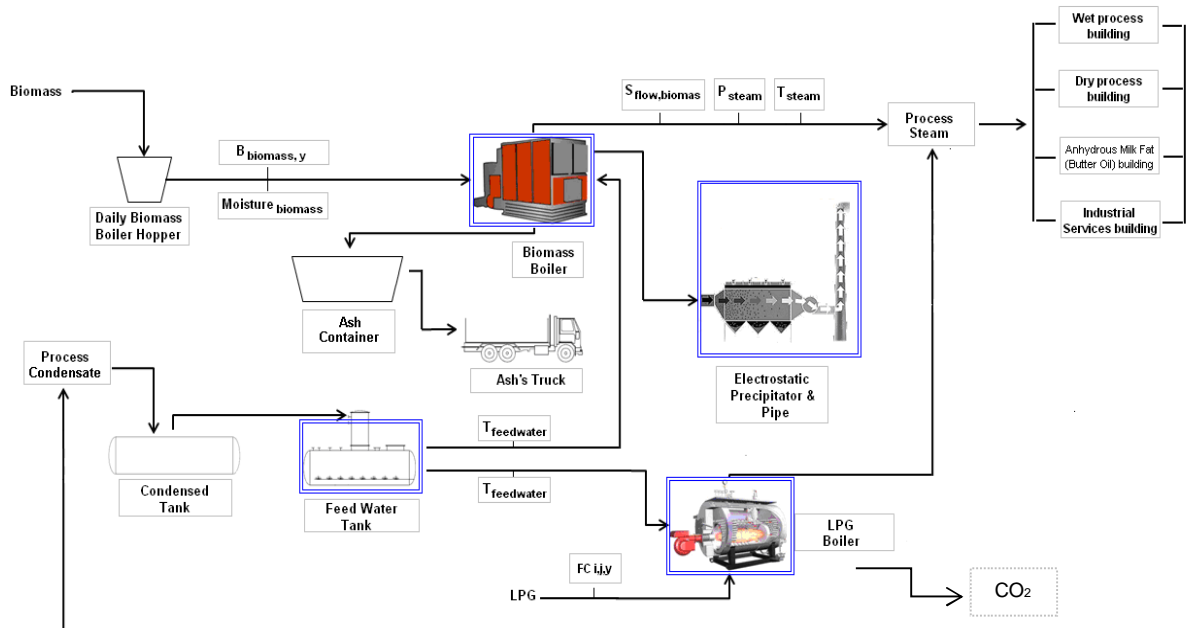 Wet process
building
Biomass
S flow,biomas
P steam
T steam
Dry process
building
Process
Steam
B biomass, y
Anhydrous Milk Fat
(Butter Oil) building
Moisture biomass
Daily Biomass
Boiler Hopper
Industrial
Services building
Biomass
Boiler
Ash
Container
Process
Condensate
Ash's Truck
Electrostatic
Precipitator &
Pipe
T feedwater
T feedwater
Condensed
Tank
Feed Water
Tank
LPG
Boiler
FC i,j,y
LPG
CO2